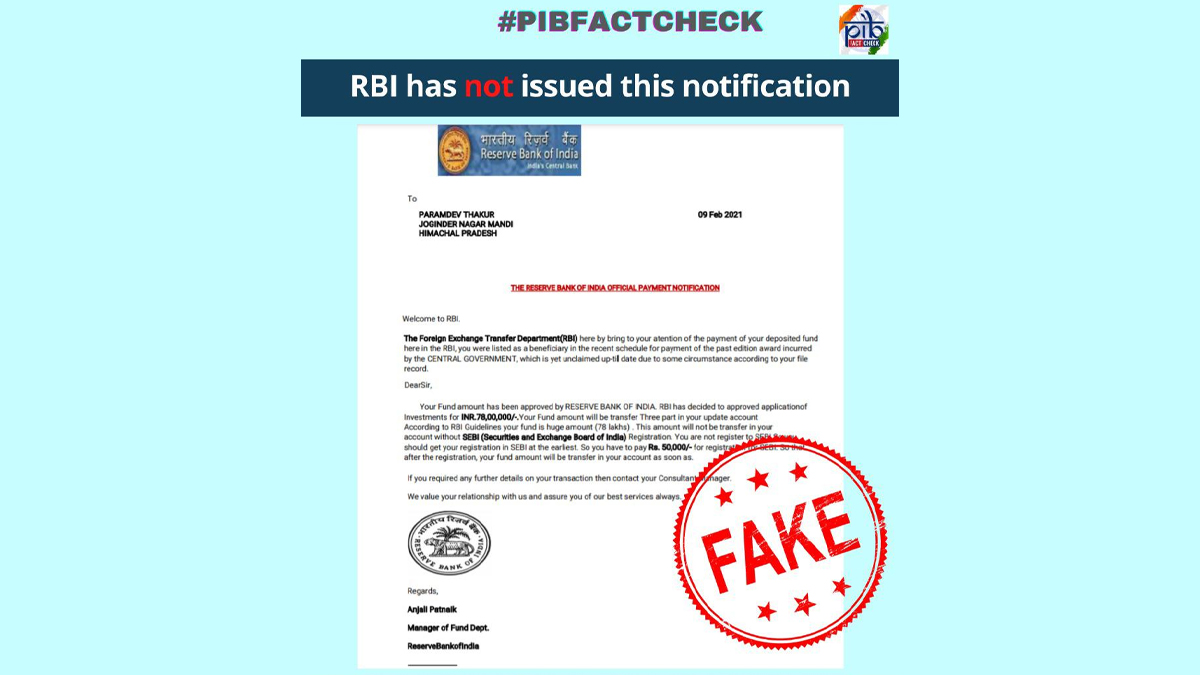 #PIBFACTCHECK
pib
FACT CHECK
RBI has not issued this notification
भारतीय रिज़र्व बैंक
Reserve Bank of India
India's Central Bank
To
PARAMDEV THAKUR
09 Feb 2021
JOGINDER NAGAR MANDI
HIMACHAL PRADESH
THE RESERVE BANK OF INDIA OFFICIAL PAYMENT NOTIFICATION
Welcome to RBI.
The Foreign Exchange Transfer Department(RBI) here by bring to your atention of the payment of your deposited fund
here in the RBI, you were listed as a beneficiary in the recent schedule for payment of the past edition award incurred
by the CENTRAL GOVERNMENT, which is yet unclaimed up-til date due to some circumstance according to your file
record.
DearSir,
Your Fund amount has been approved by RESERVE BANK OF INDIA. RBI has decided to approved applicationof
Investments for INR.78,00,000/-.Your Fund amount will be transfer Three part in your update account
According to RBI Guidelines your fund is huge amount (78 lakhs) . This amount will not be transfer in your
account without SEBI (Securities and Exchange Board of India) Registration. You are not register to SEBI
should get your registration in SEBI at the earliest. So you have to pay Rs. 50,000/- for SEBI. So
after the registration, your fund amount will be transfer in your account as soon as.
If you required any further details on your transaction then contact your Consultant
We value your relationship with us and assure you of our best services always.
भारतीय रिज़र्व बैंक
RESERVE BANK OF INDIA
FAKE
Regards,
Anjali Patnaik
Manager of Fund Dept.
ReserveBankofIndia